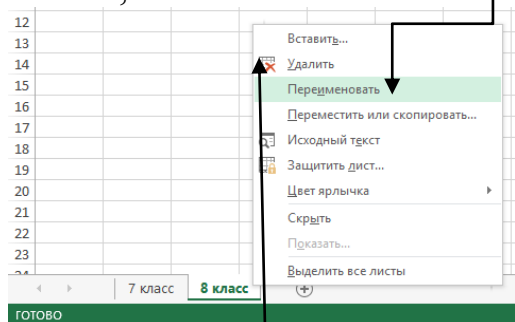 12
13
14
15
16
17
18
19
20
21
22
23
Вставить...
Удалить
Переименовать
Переместить или скопировать...
Исходный текст
Защитить лист...
Цвет ярлычка
Скрыть
Показать...
Выделить все листы
7 класс 8 класс
ГОТОВО